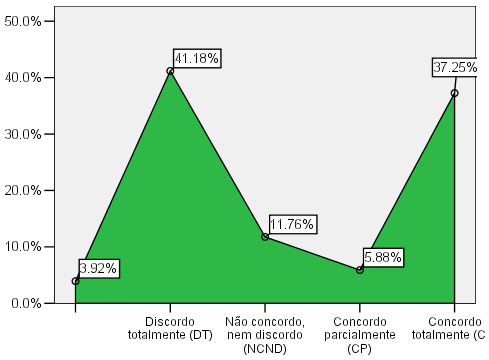 50.0%
40.0%
30.0%
20.0%
10.0%
0.0%
3.92%
41.18%
11.76%
5.88%
37.25%
Discordo
totalmente (DT)
Não concordo,
nem discordo
(NCND)
Concordo
parcialmente
(CP)
Concordo
totalmente (C